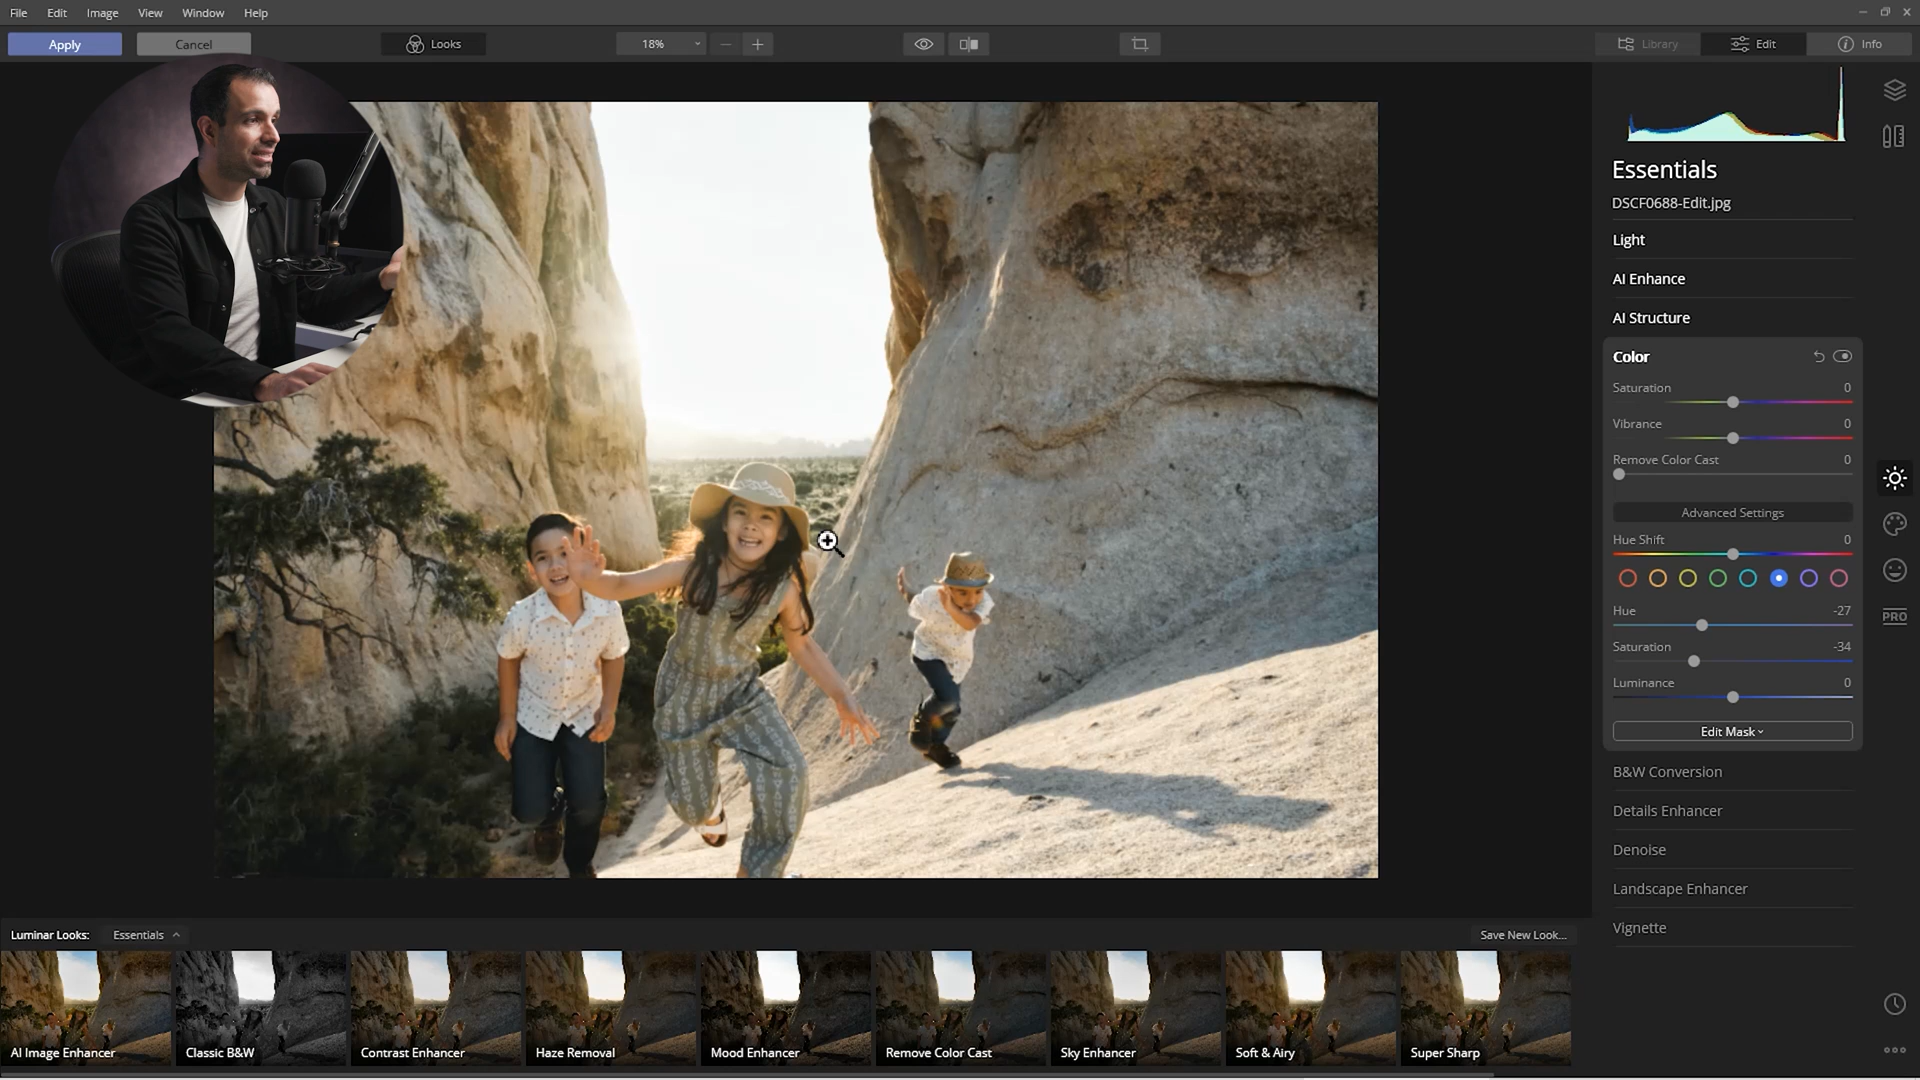 File Edit Image View Window Help
Apply Cancel Looks 18% Library Edit Info
Essentials
DSCF0688-Edit.jpg
Light
AI Enhance
AI Structure
Color
Saturation 0
Vibrance 0
Remove Color Cast 0
Advanced Settings
Hue Shift 0
Hue -27
Saturation -34
Luminance 0
Edit Mask
PRO
B&W Conversion
Details Enhancer
Denoise
Landscape Enhancer
Vignette
Luminar Looks: Essentials Save New Look...
AI Image Enhancer Classic B&W Contrast Enhancer Haze Removal Mood Enhancer Remove Color Cast Sky Enhancer Soft & Airy Super Sharp